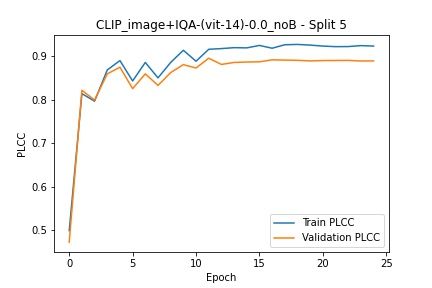 CLIP_image+IQA-(vit-14)-0.0_noB - Split 5
PLCC
0.9
0.8
0.7
0.6
0.5
Train PLCC
Validation PLCC
0 5 10 15 20 25
Epoch